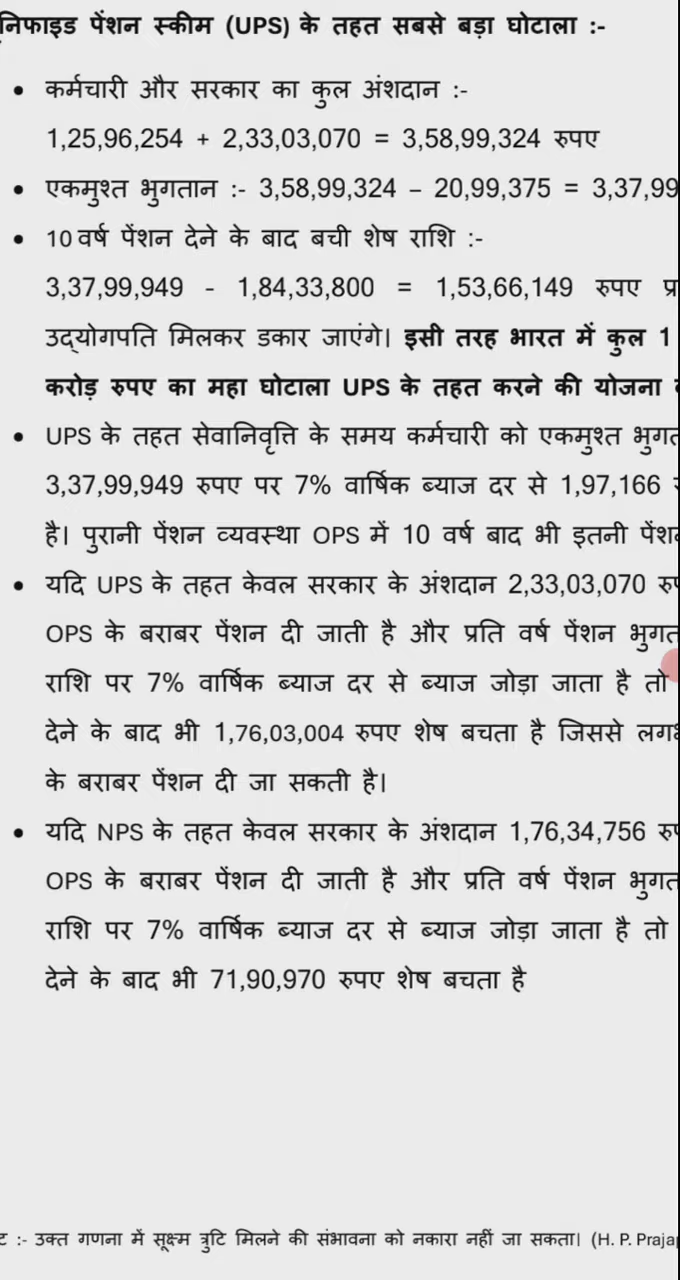 निफाइड पेंशन स्कीम (UPS) के तहत सबसे बड़ा घोटाला :-
• कर्मचारी और सरकार का कुल अंशदान :-
1,25,96,254 + 2,33,03,070 = 3,58,99,324 रुपए
• एकमुश्त भुगतान :- 3,58,99,324 – 20,99,375 = 3,37,99
• 10 वर्ष पेंशन देने के बाद बची शेष राशि :-
3,37,99,949 - 1,84,33,800 = 1,53,66,149 रुपए प्र
उद्योगपति मिलकर डकार जाएंगे। इसी तरह भारत में कुल 1
करोड़ रुपए का महा घोटाला UPS के तहत करने की योजना
• UPS के तहत सेवानिवृत्ति के समय कर्मचारी को एकमुश्त भुगत
3,37,99,949 रुपए पर 7% वार्षिक ब्याज दर से 1,97,166
है। पुरानी पेंशन व्यवस्था OPS में 10 वर्ष बाद भी इतनी पेंश
• यदि UPS के तहत केवल सरकार के अंशदान 2,33,03,070 रु
OPS के बराबर पेंशन दी जाती है और प्रति वर्ष पेंशन भुगत
राशि पर 7% वार्षिक ब्याज दर से ब्याज जोड़ा जाता है तो
देने के बाद भी 1,76,03,004 रुपए शेष बचता है जिससे लग
के बराबर पेंशन दी जा सकती है।
• यदि NPS के तहत केवल सरकार के अंशदान 1,76,34,756 रु
OPS के बराबर पेंशन दी जाती है और प्रति वर्ष पेंशन भुगत
राशि पर 7% वार्षिक ब्याज दर से ब्याज जोड़ा जाता है तो
देने के बाद भी 71,90,970 रुपए शेष बचता है
ट :- उक्त गणना में सूक्ष्म त्रुटि मिलने की संभावना को नकारा नहीं जा सकता। (H. P. Praja